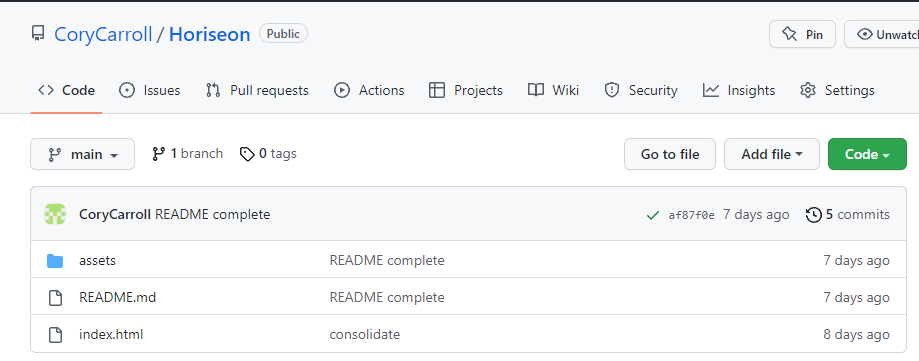 CoryCarroll / Horiseon Public Pin Unwatch
Code Issues Pull requests Actions Projects Wiki Security Insights Settings
main 1 branch 0 tags Go to file Add file Code
CoryCarroll README complete af87f0e 7 days ago 5 commits
assets README complete 7 days ago
README.md README complete 7 days ago
index.html consolidate 8 days ago